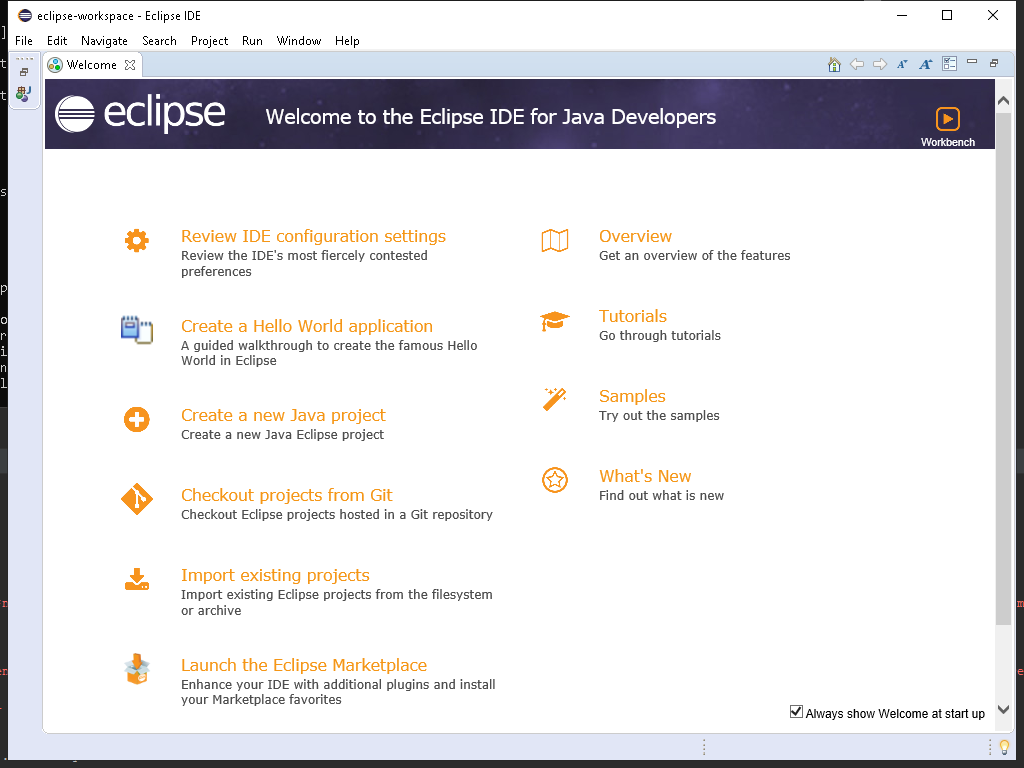 eclipse-workspace - Eclipse IDE
File Edit Navigate Search Project Run Window Help
Welcome
eclipse
Welcome to the Eclipse IDE for Java Developers
Workbench
Review IDE configuration settings
Review the IDE's most fiercely contested
preferences
Create a Hello World application
A guided walkthrough to create the famous Hello
World in Eclipse
Create a new Java project
Create a new Java Eclipse project
Checkout projects from Git
Checkout Eclipse projects hosted in a Git repository
Import existing projects
Import existing Eclipse projects from the filesystem
or archive
Launch the Eclipse Marketplace
Enhance your IDE with additional plugins and install
your Marketplace favorites
Overview
Get an overview of the features
Tutorials
Go through tutorials
Samples
Try out the samples
What's New
Find out what is new
Always show Welcome at start up